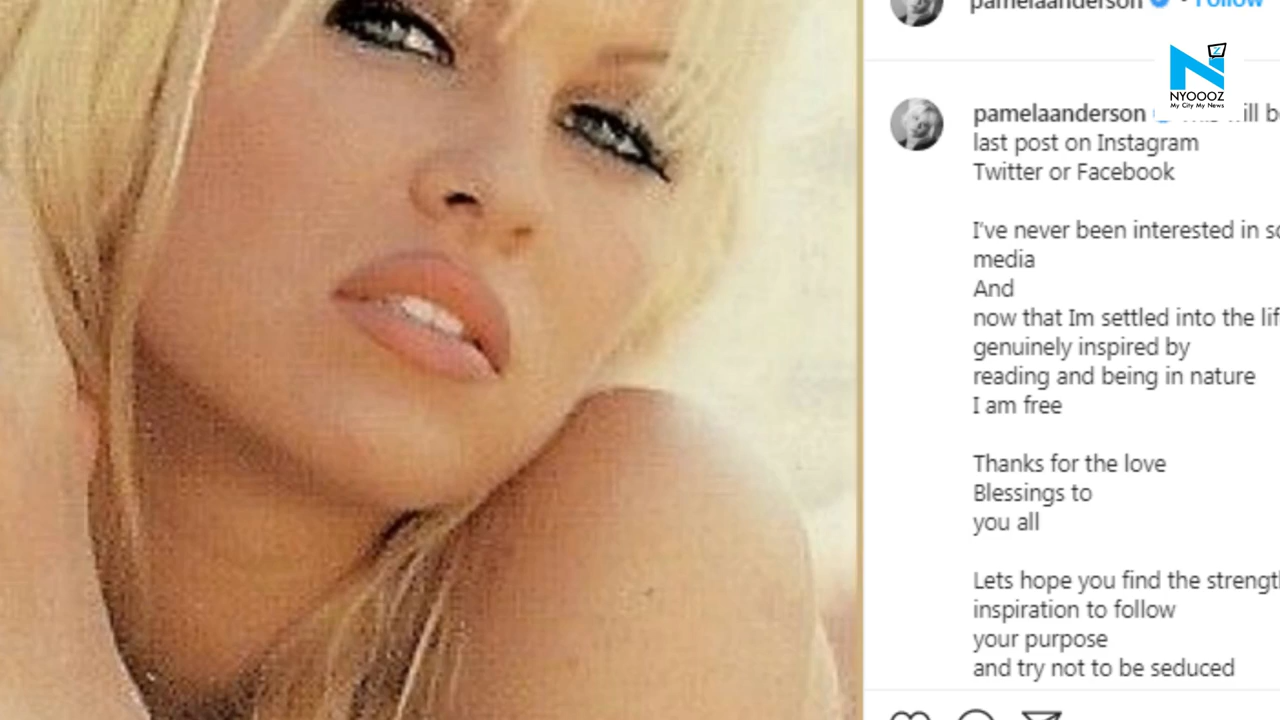 pamelaanderson • Follow
NYOOOZ
My City My News
pamelaanderson
last post on Instagram
Twitter or Facebook
I've never been interested in
media
And
now that Im settled into the
genuinely inspired by
reading and being in nature
I am free
Thanks for the love
Blessings to
you all
Lets hope you find the
inspiration to follow
your purpose
and try not to be seduced